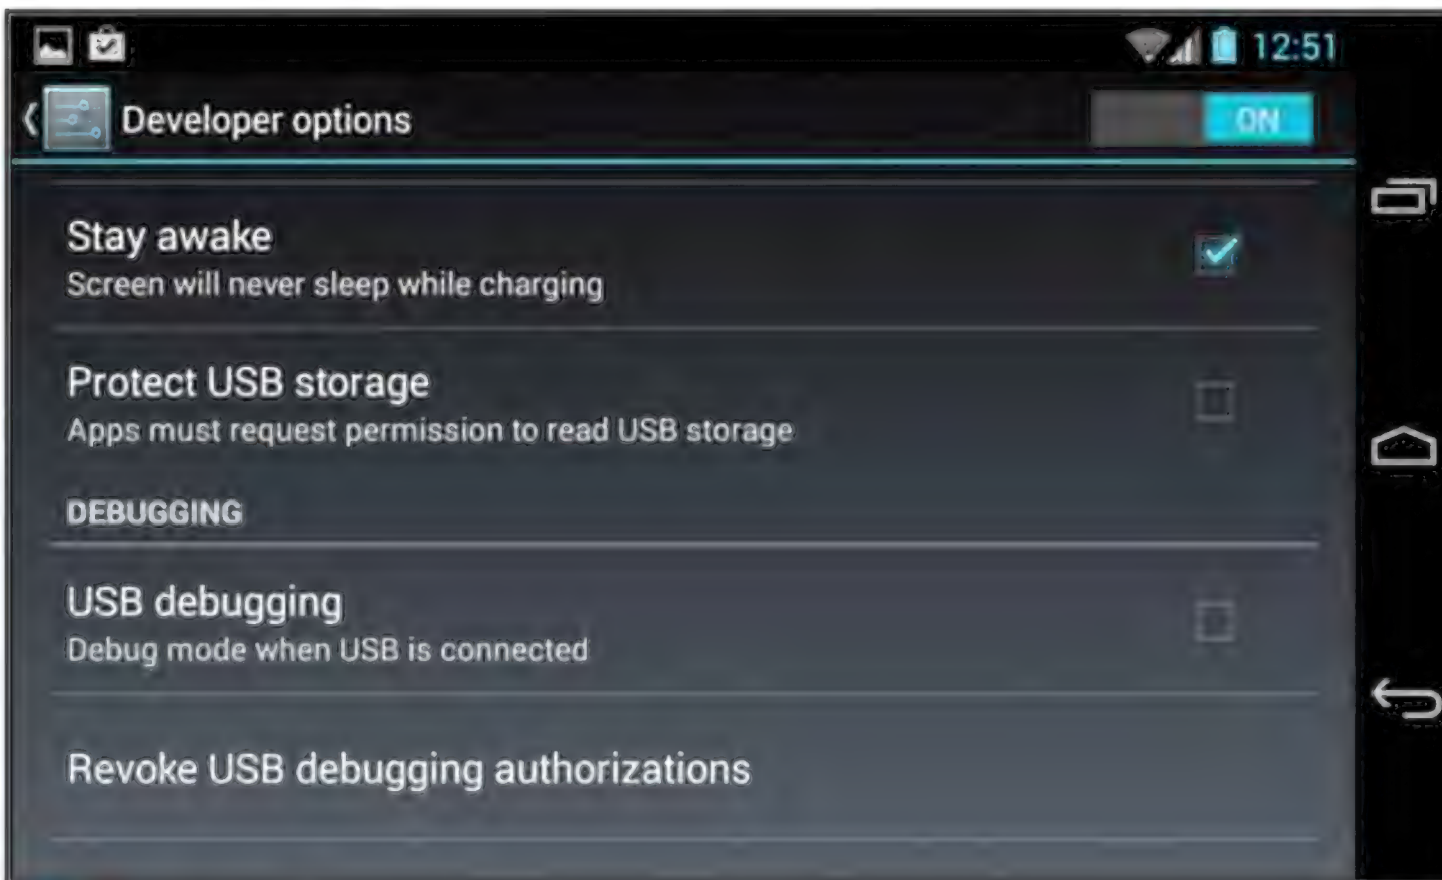 12:51
Developer options
ON
Stay awake
Screen will never sleep while charging
Protect USB storage
Apps must request permission to read USB storage
DEBUGGING
USB debugging
Debug mode when USB is connected
Revoke USB debugging authorizations